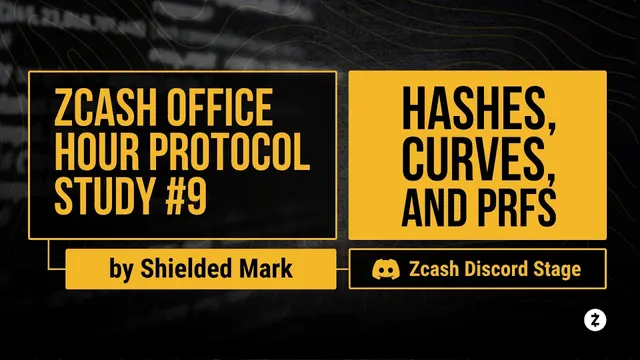 ZCASH OFFICE
HOUR PROTOCOL
STUDY #9
HASHES,
CURVES,
AND PRFS
by Shielded Mark
Zcash Discord Stage